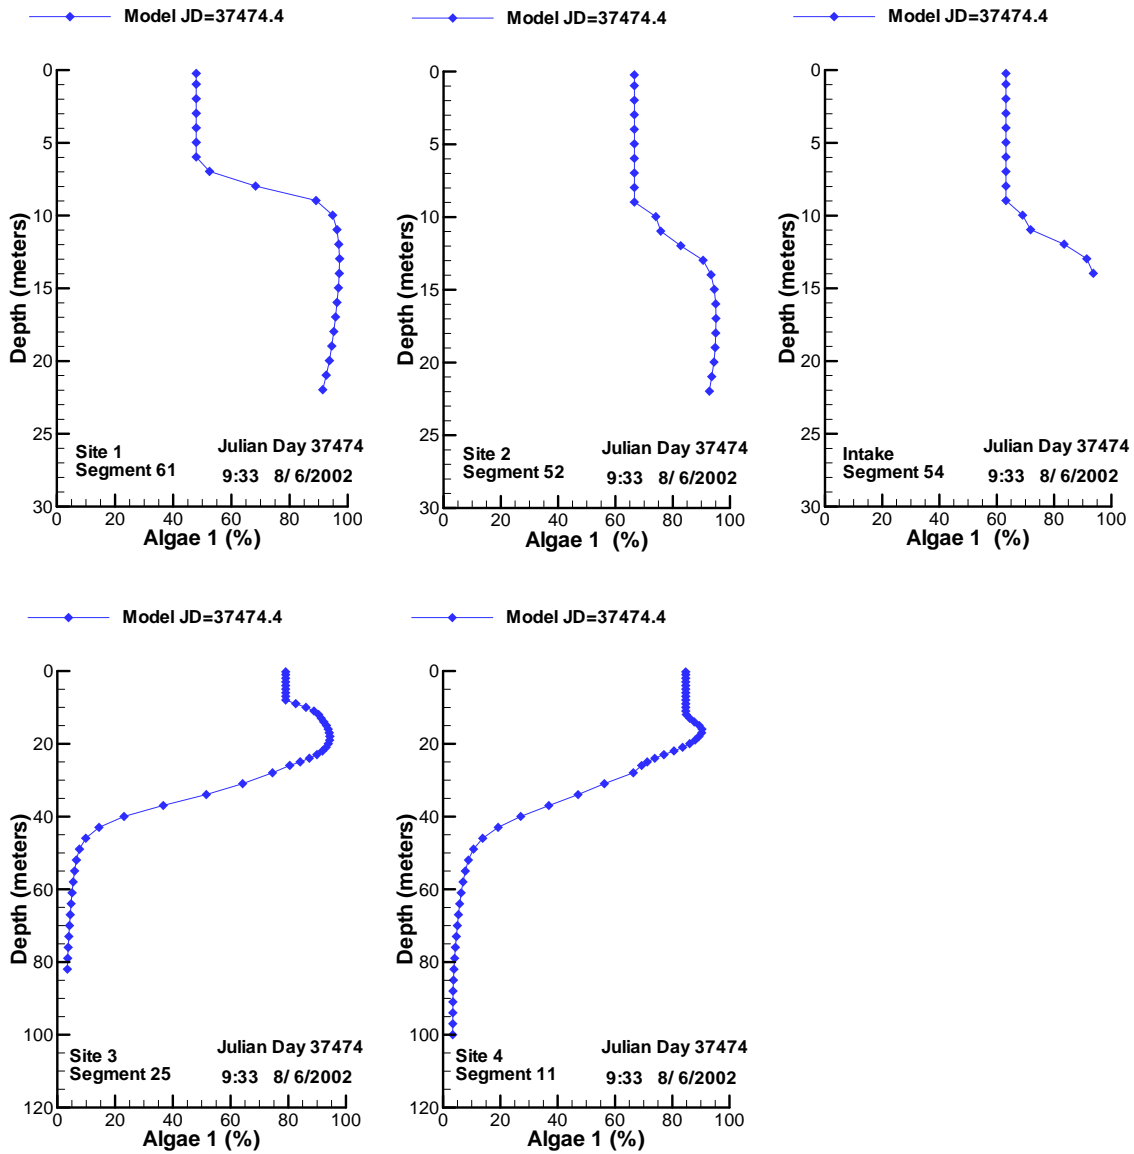 Model JD=37474.4
Model JD=37474.4
Model JD=37474.4
0
5
10
15
20
25
30
Depth (meters)
Site 1
Segment 61
Julian Day 37474
9:33 8/ 6/2002
0 20 40 60 80 100
Algae 1 (%)
0
5
10
15
20
25
30
Depth (meters)
Site 2
Segment 52
Julian Day 37474
9:33 8/ 6/2002
0 20 40 60 80 100
Algae 1 (%)
0
5
10
15
20
25
30
Depth (meters)
Intake
Segment 54
Julian Day 37474
9:33 8/ 6/2002
0 20 40 60 80 100
Algae 1 (%)
Model JD=37474.4
Model JD=37474.4
0
20
40
60
80
100
120
Depth (meters)
Site 3
Segment 25
Julian Day 37474
9:33 8/ 6/2002
0 20 40 60 80 100
Algae 1 (%)
0
20
40
60
80
100
120
Depth (meters)
Site 4
Segment 11
Julian Day 37474
9:33 8/ 6/2002
0 20 40 60 80 100
Algae 1 (%)